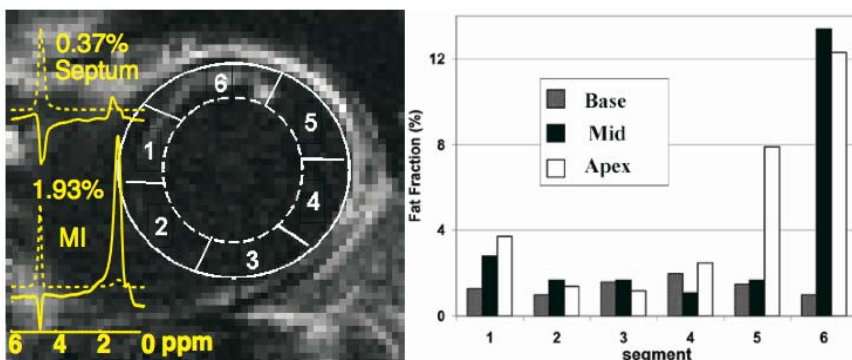 0.37%
Septum
1.93%
MI
6
5
1
4
2
3
6 4 2 0 ppm
Fat Fraction (%)
12
8
4
0
Base
Mid
Apex
1 2 3 4 5 6
segment